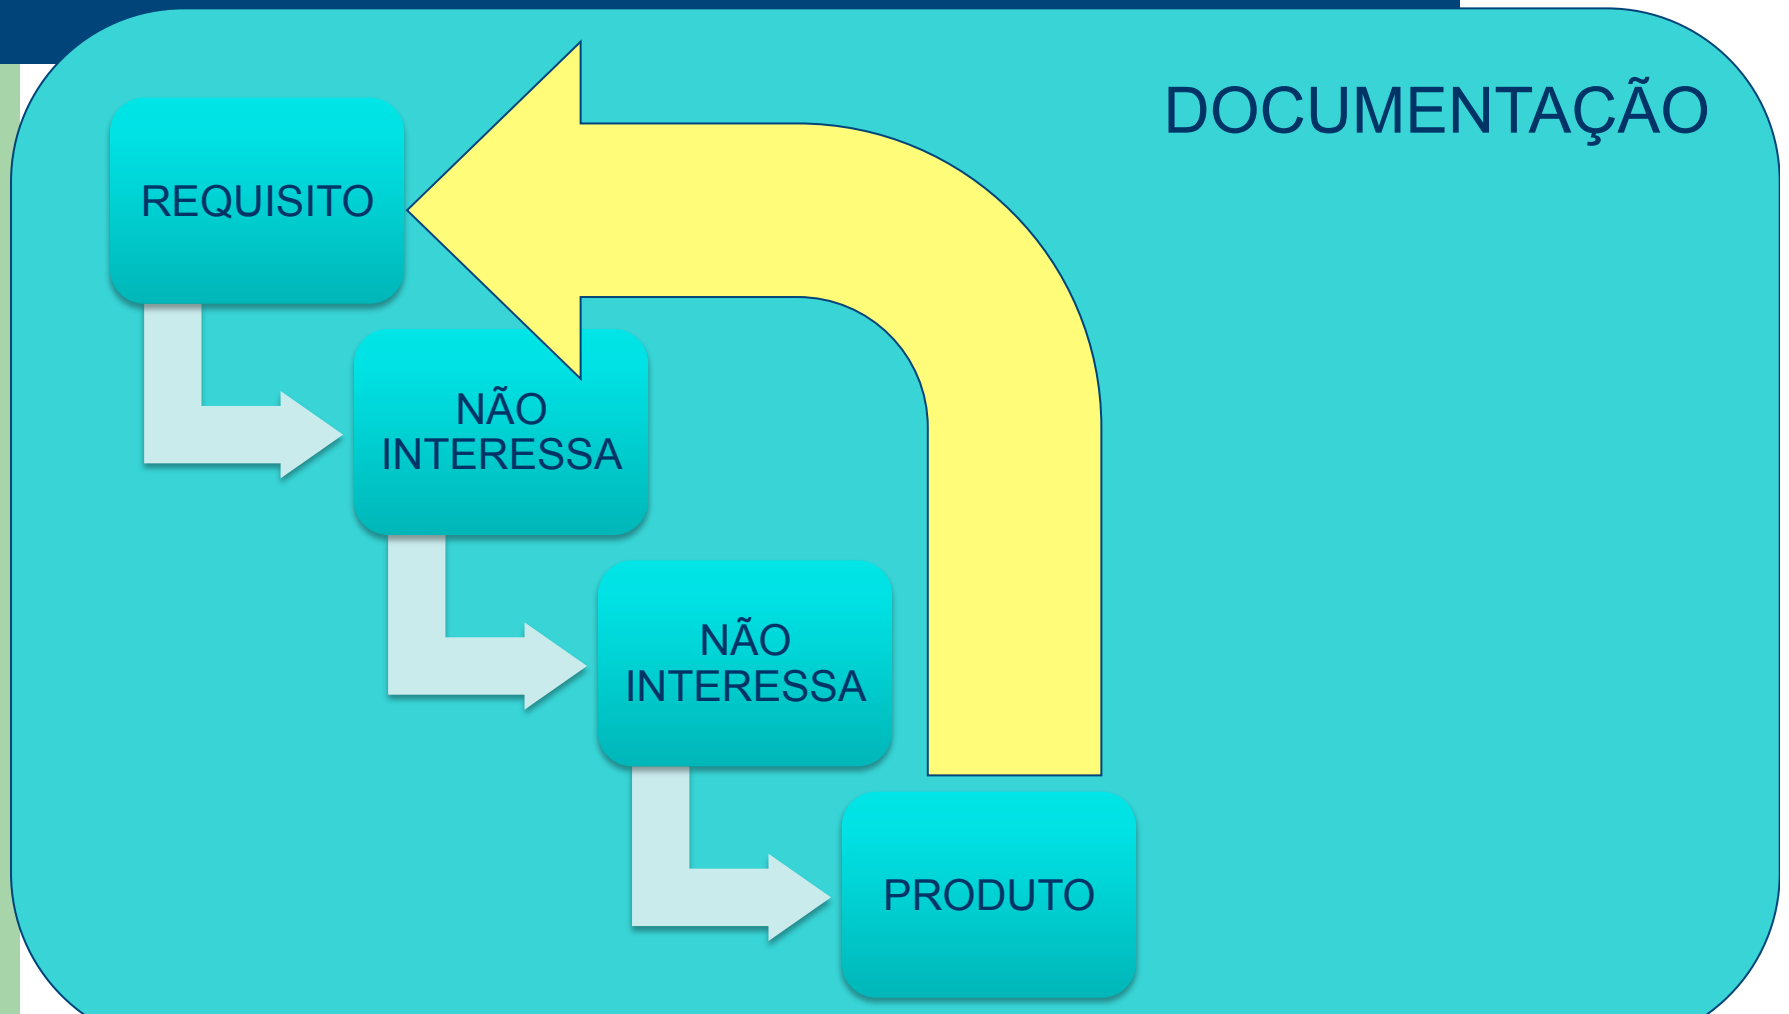 DOCUMENTAÇÃO
REQUISITO
NÃO
INTERESSA
NÃO
INTERESSA
PRODUTO